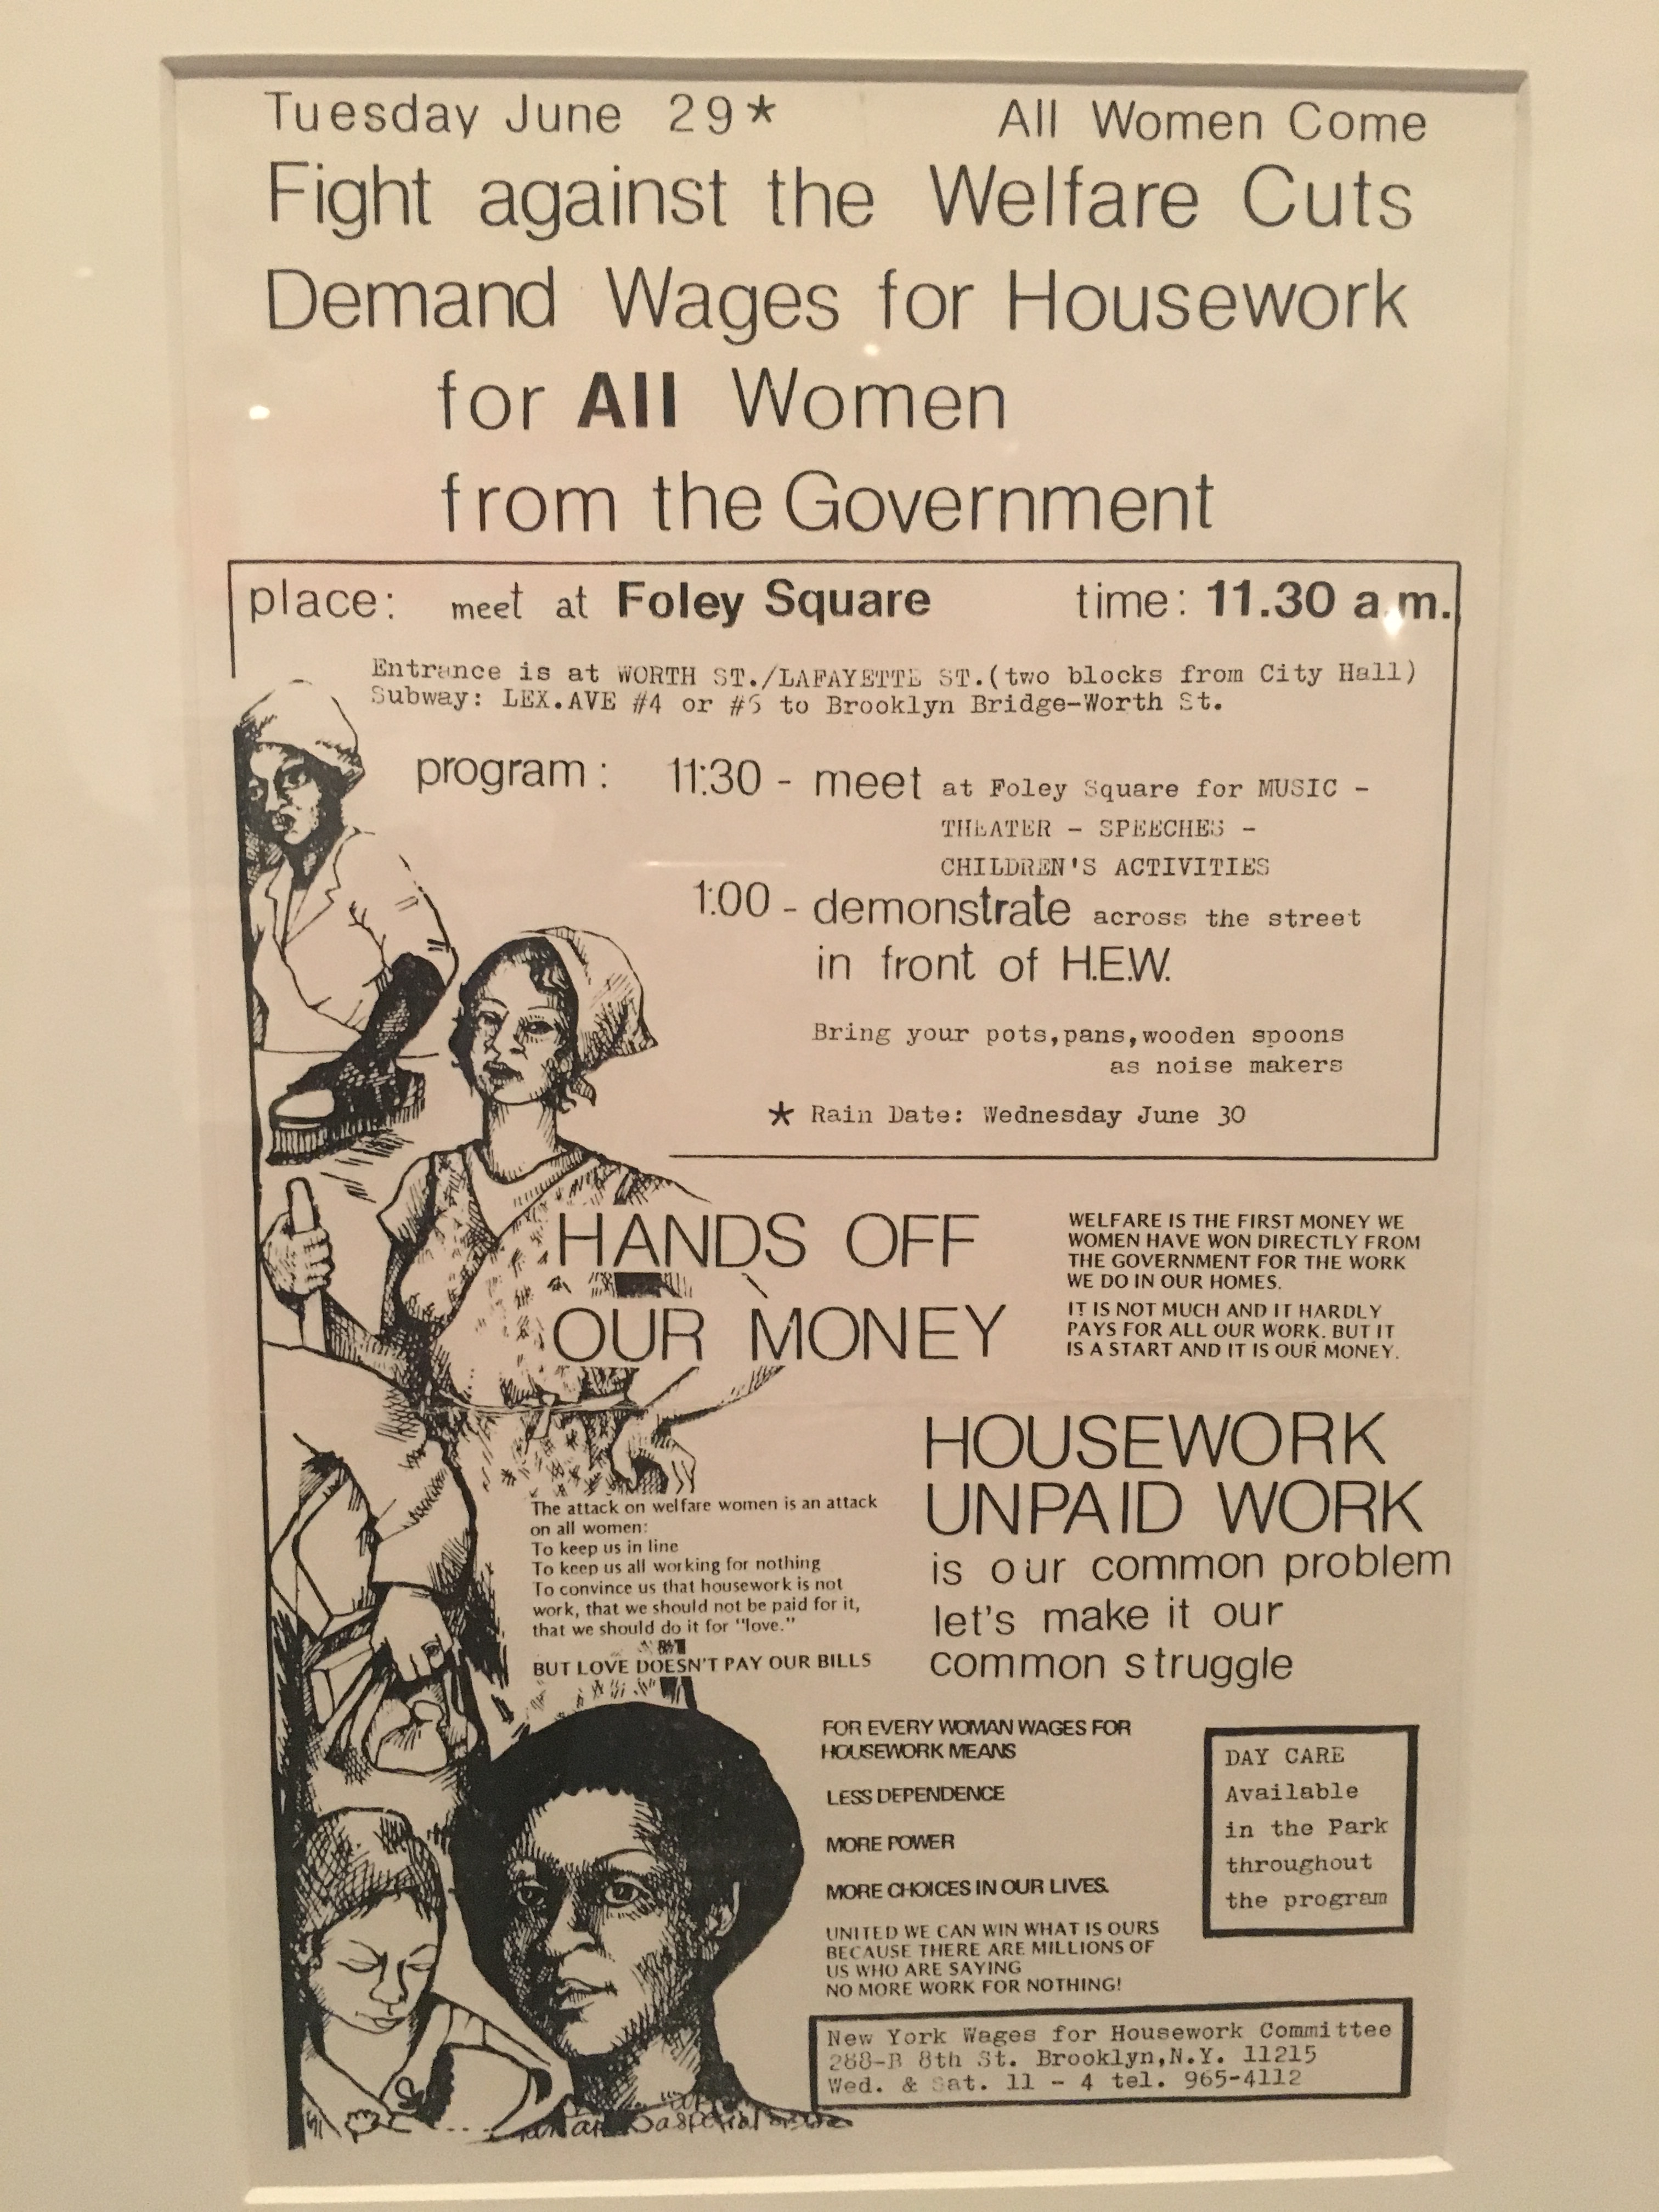 Tuesday June 29* All Women Come
Fight against the Welfare Cuts
Demand Wages for Housework
for All Women
from the Government
place: meet at Foley Square time: 11.30 a.m.
Entrance is at WORTH ST./LAFAYETTE ST.(two blocks from City Hall)
Subway: LEX.AVE #4 or #6 to Brooklyn Bridge-Worth St.
program: 11:30 - meet at Foley Square for MUSIC -
THEATER - SPEECHES -
CHILDREN'S ACTIVITIES
1:00 - demonstrate across the street
in front of H.E.W.
Bring your pots,pans,wooden spoons
as noise makers
* Rain Date: Wednesday June 30
HANDS OFF
OUR MONEY
WELFARE IS THE FIRST MONEY WE
WOMEN HAVE WON DIRECTLY FROM
THE GOVERNMENT FOR THE WORK
WE DO IN OUR HOMES.
IT IS NOT MUCH AND IT HARDLY
PAYS FOR ALL OUR WORK. BUT IT
IS A START AND IT IS OUR MONEY.
The attack on welfare women is an attack
on all women:
To keep us in line
To keep us all working for nothing
To convince us that housework is not
work, that we should not be paid for it,
that we should do it for "love."
BUT LOVE DOESN'T PAY OUR BILLS
HOUSEWORK
UNPAID WORK
is our common problem
let's make it our
common struggle
FOR EVERY WOMAN WAGES FOR
HOUSEWORK MEANS
LESS DEPENDENCE
MORE POWER
MORE CHOICES IN OUR LIVES.
UNITED WE CAN WIN WHAT IS OURS
BECAUSE THERE ARE MILLIONS OF
US WHO ARE SAYING
NO MORE WORK FOR NOTHING!
DAY CARE
Available
in the Park
throughout
the program
New York Wages for Housework Committee
288-B 8th St. Brooklyn,N.Y. 11215
Wed. & Sat. 11 - 4 tel. 965-4112